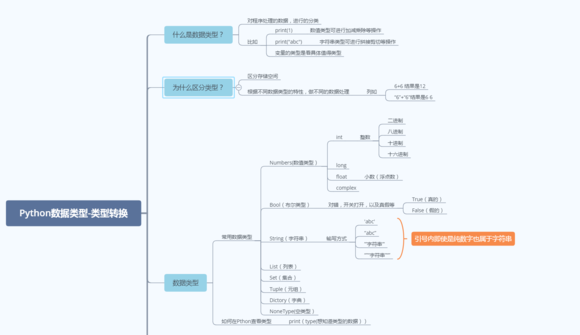 Python数据类型-类型转换
什么是数据类型？
对程序处理的数据，进行的分类
比如
print(1)
数值类型可进行加减乘除等操作
print("abc")
字符串类型可进行拼接剪切等操作
变量的类型是看具体值得类型
为什么区分类型？
区分存储空间
根据不同数据类型的特性，做不同的数据处理
列如
6+6 结果是12
"6"+"6"结果是6 6
数据类型
常用数据类型
Numbers(数值类型)
int
整数
二进制
八进制
十进制
十六进制
long
float
小数（浮点数）
complex
Bool（布尔类型）
对错，开关打开，以及真假等
True（真的）
False（假的）
String（字符串）
编写方式
'abc'
"abc"
'''字符串'''
"""字符串"""
引号内即使是纯数字也属于字符串
List（列表）
Set（集合）
Tuple（元组）
Dictory（字典）
NoneType(空类型)
如何在Pthon查看类型
print（type(想知道类型的数据)）